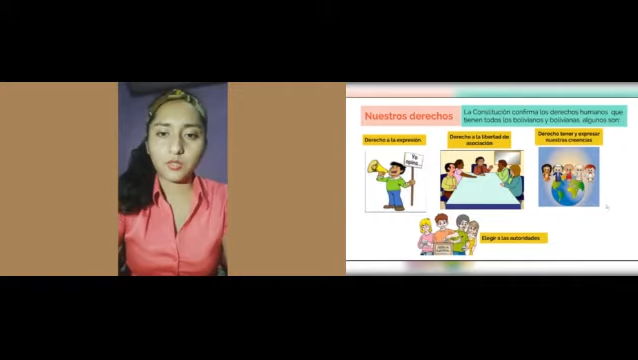 Nuestros derechos
La Constitución confirma los derechos humanos que
tienen todos los bolivianos y bolivianas algunos son:
Derecho a la expresión.
Derecho a la libertad de
asociación
Derecho tener y expresar
nuestras creencias
Yo
opino...
Elegir a las autoridades